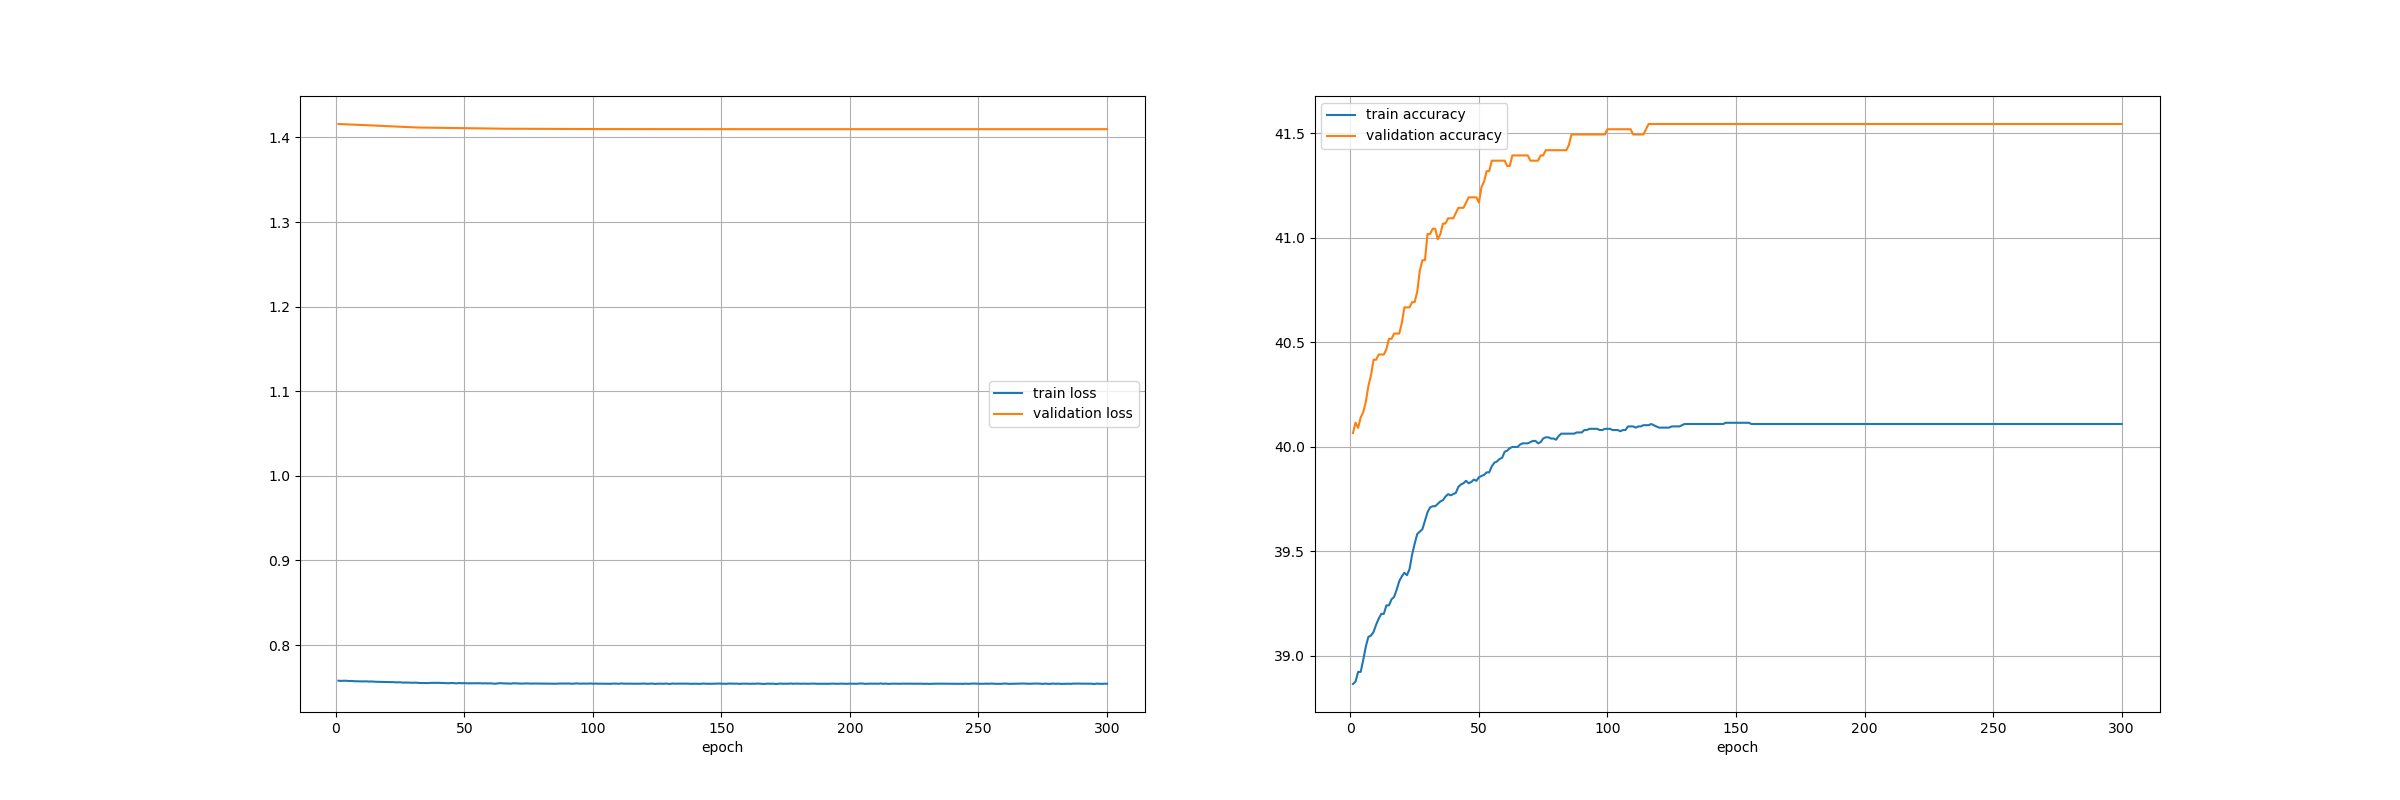 1.4
1.3
1.2
1.1
1.0
0.9
0.8
0 50 100 150 200 250 300
epoch
train loss
validation loss
train accuracy
validation accuracy
41.5
41.0
40.5
40.0
39.5
39.0
0 50 100 150 200 250 300
epoch